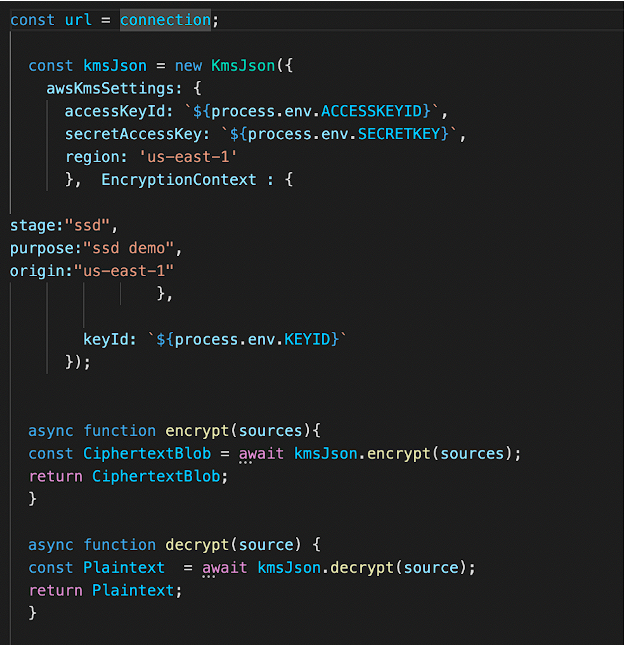 const url = connection;
const kmsJson = new KmsJson({
awsKmsSettings: {
accessKeyId: `${process.env.ACCESSKEYID}`,
secretAccessKey: `${process.env.SECRETKEY}`,
region: 'us-east-1'
},  EncryptionContext : {
stage:"ssd",
purpose:"ssd demo",
origin:"us-east-1"
},
keyId: `${process.env.KEYID}`
});
async function encrypt(sources){
const CiphertextBlob = await kmsJson.encrypt(sources);
return CiphertextBlob;
}
async function decrypt(source) {
const Plaintext  = await kmsJson.decrypt(source);
return Plaintext;
}